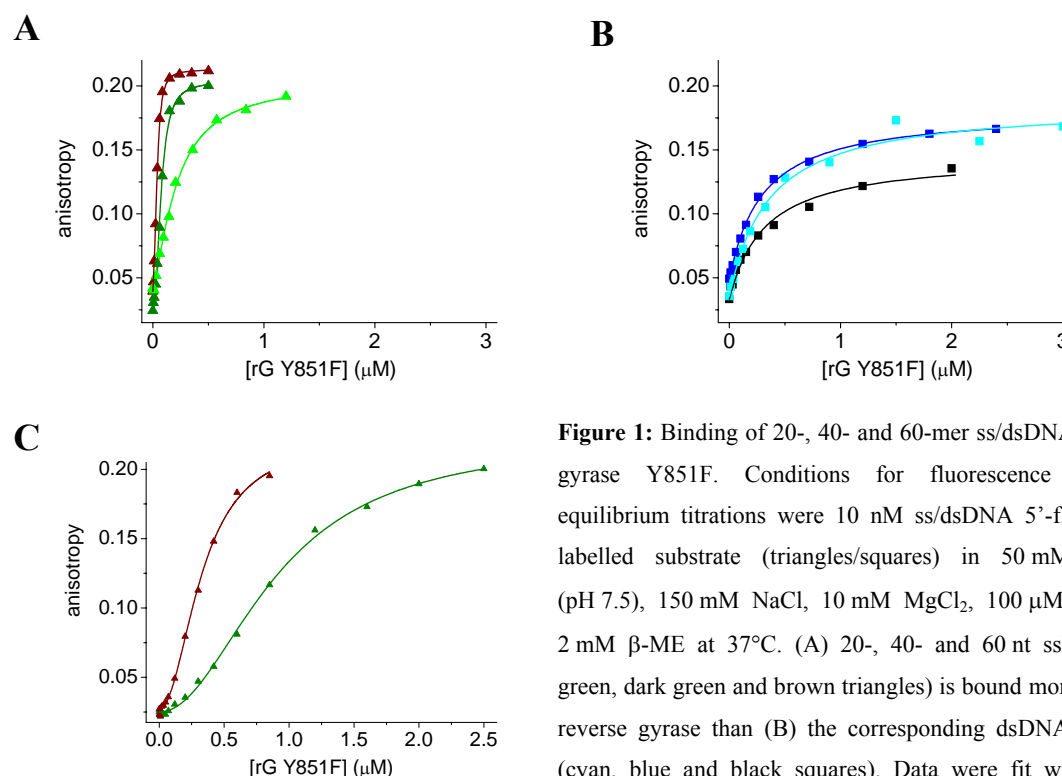 A
0.20
0.15
0.10
0.05
anisotropy
0 1 2 3
[rG Y851F] (μM)
B
0.20
0.15
0.10
0.05
anisotropy
0 1 2 3
[rG Y851F] (μM)
C
0.20
0.15
0.10
0.05
anisotropy
0.0 0.5 1.0 1.5 2.0 2.5
[rG Y851F] (μM)
Figure 1: Binding of 20-, 40- and 60-mer ss/dsDNA
gyrase Y851F. Conditions for fluorescence
equilibrium titrations were 10 nM ss/dsDNA 5'-f
labelled substrate (triangles/squares) in 50 mM
(pH 7.5), 150 mM NaCl, 10 mM MgCl₂, 100 μM
2 mM β-ME at 37°C. (A) 20-, 40- and 60 nt ss
green, dark green and brown triangles) is bound mor
reverse gyrase than (B) the corresponding dsDNA
(cyan, blue and black squares). Data were fit w